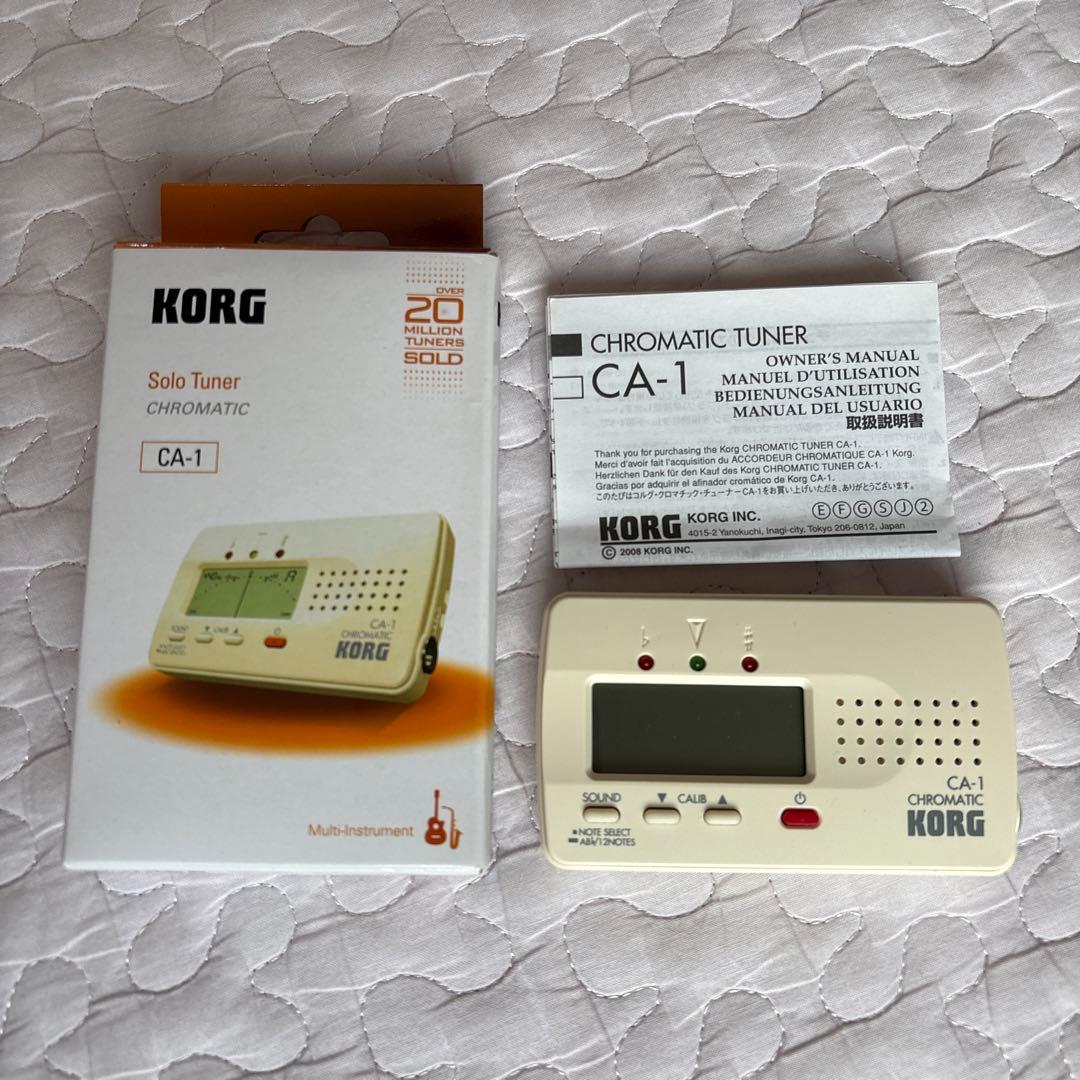 KORG
OVER
20
MILLION
TUNERS
SOLD
Solo Tuner
CHROMATIC
CA-1
CA-1
CHROMATIC
KORG
Multi-Instrument
CHROMATIC TUNER
CA-1
OWNER'S MANUAL
MANUEL D'UTILISATION
BEDIENUNGSANLEITUNG
MANUAL DEL USUARIO
取扱説明書
Thank you for purchasing the Korg CHROMATIC TUNER CA-1.
Merci d'avoir fait l'acquisition du ACCORDEUR CHROMATIQUE CA-1 Korg.
Herzlichen Dank für den Kauf des Korg CHROMATIC TUNER CA-1.
Gracias por adquirir el afinador cromático de Korg CA-1.
このたびはコルグ・クロマチック・チューナーCA-1をお買い上げいただき、ありがとうございます。
ⒺⒻⒼⓈⒿ②
KORG KORG INC.
4015-2 Yanokuchi, Inagi-city, Tokyo 206-0812, Japan
© 2008 KORG INC.
♭ ▽ ♯
SOUND ▼ CALIB ▲
■NOTE SELECT
▬AB♭/12NOTES
CA-1
CHROMATIC
KORG